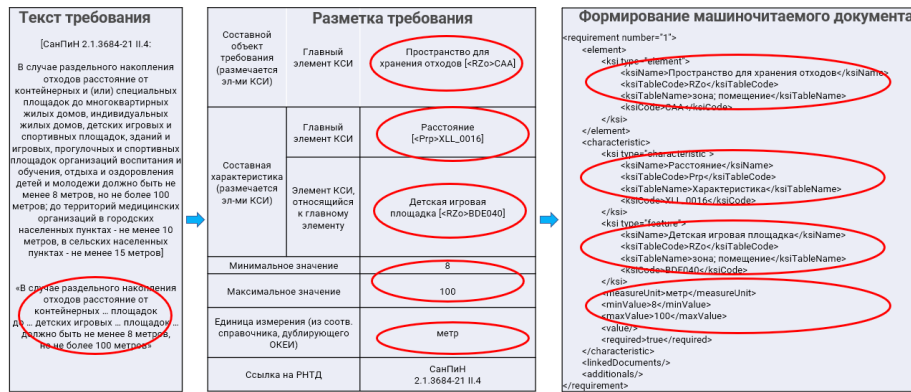 Текст требования
[СанПиН 2.1.3684-21 II.4:
В случае раздельного накопления
отходов расстояние от
контейнерных и (или) специальных
площадок до многоквартирных
жилых домов, индивидуальных
жилых домов, детских игровых и
спортивных площадок, зданий и
игровых, прогулочных и спортивных
площадок организаций воспитания и
обучения, отдыха и оздоровления
детей и молодежи должно быть не
менее 8 метров, но не более 100
метров; до территорий медицинских
организаций в городских
населенных пунктах - не менее 10
метров, в сельских населенных
пунктах - не менее 15 метров]
«В случае раздельного накопления
отходов расстояние от
контейнерных ... площадок
до ... детских игровых ... площадок ...
должно быть не менее 8 метров,
но не более 100 метров»
Разметка требования
Составной
объект
требования
(размечается
эл-ми КСИ)
Главный
элемент КСИ
Пространство для
хранения отходов [<RZo>CAA]
Составная
характеристика
(размечается
эл-ми КСИ)
Главный
элемент КСИ
Расстояние
[<Prp>XLL_0016]
Элемент КСИ,
относящийся
к главному
элементу
Детская игровая
площадка [<RZo>BDE040]
Минимальное значение
8
Максимальное значение
100
Единица измерения (из соотв.
справочника, дублирующего
ОКЕИ)
метр
Ссылка на РНТД
СанПиН
2.1.3684-21 II.4
Формирование машиночитаемого документа
<requirement number="1">
<element>
<ksi type="element">
<ksiName>Пространство для хранения отходов</ksiName>
<ksiTableCode>RZo</ksiTableCode>
<ksiTableName>зона; помещение</ksiTableName>
<ksiCode>CAA</ksiCode>
</ksi>
</element>
<characteristic>
<ksi type="characteristic">
<ksiName>Расстояние</ksiName>
<ksiTableCode>Prp</ksiTableCode>
<ksiTableName>Характеристика</ksiTableName>
<ksiCode>XLL_0016</ksiCode>
</ksi>
<ksi type="feature">
<ksiName>Детская игровая площадка</ksiName>
<ksiTableCode>RZo</ksiTableCode>
<ksiTableName>зона; помещение</ksiTableName>
<ksiCode>BDE040</ksiCode>
</ksi>
<measureUnit>метр</measureUnit>
<minValue>8</minValue>
<maxValue>100</maxValue>
<value/>
<required>true</required>
</characteristic>
<linkedDocuments/>
<additionals/>
</requirement>